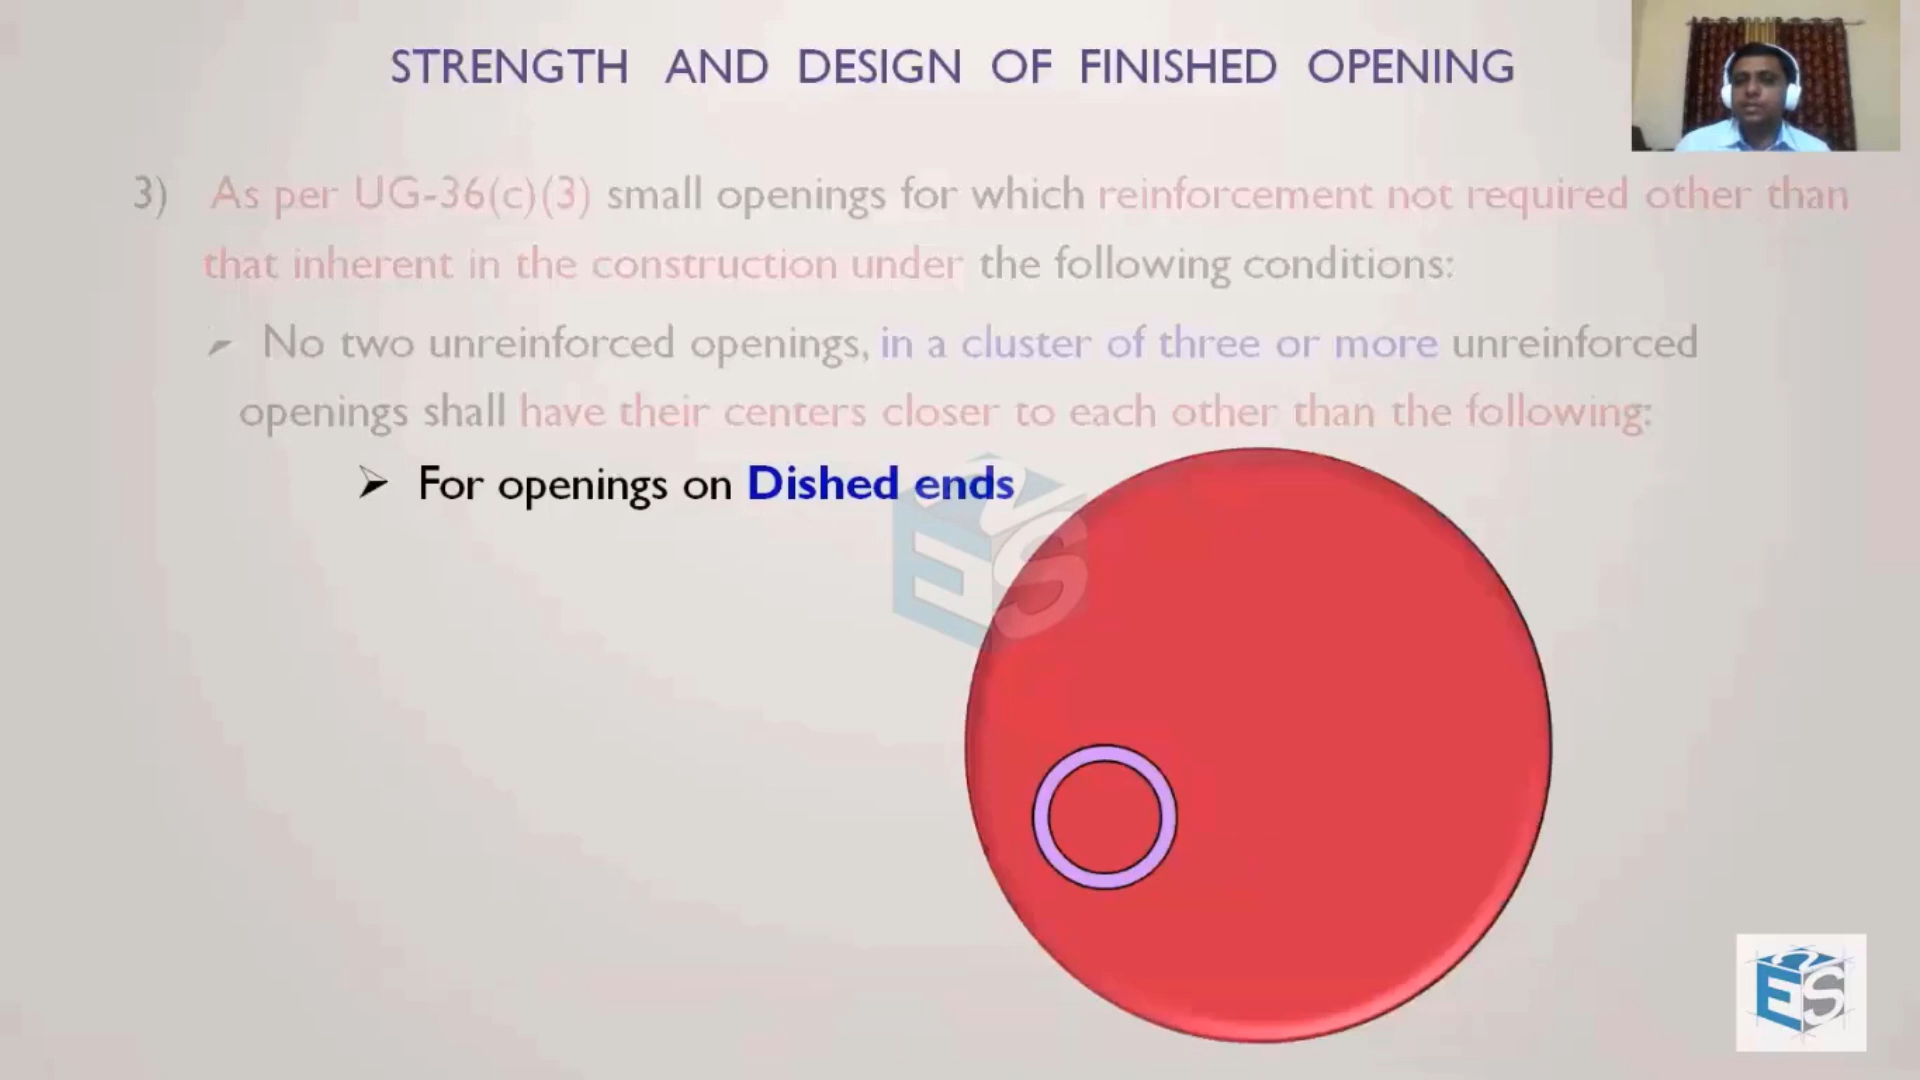 STRENGTH AND DESIGN OF FINISHED OPENING
3) As per UG-36(c)(3) small openings for which reinforcement not required other than
that inherent in the construction under the following conditions:
➢ No two unreinforced openings, in a cluster of three or more unreinforced
openings shall have their centers closer to each other than the following:
➢ For openings on Dished ends
ES
ES